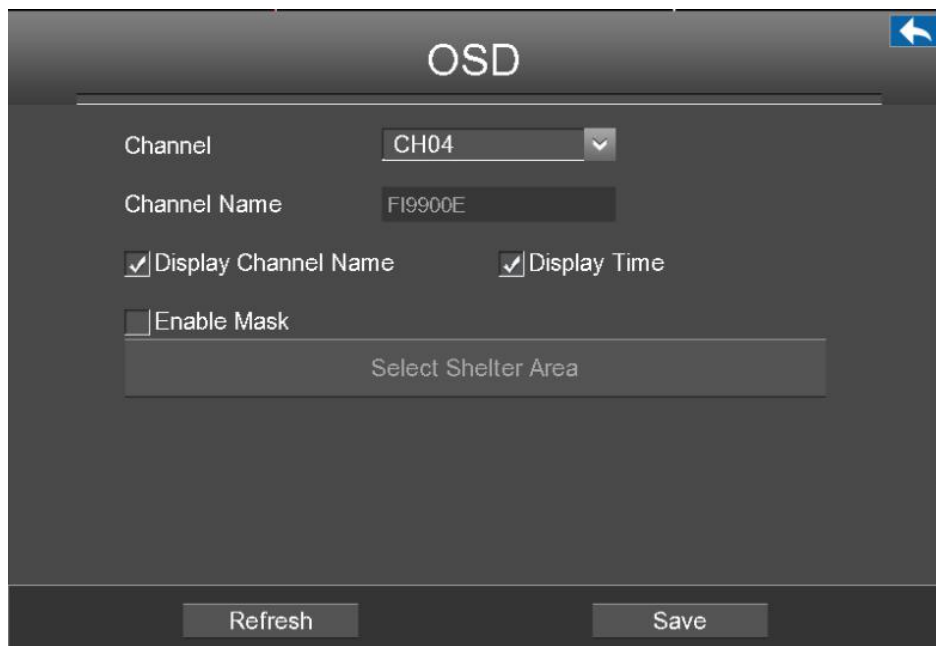 OSD
Channel CH04
Channel Name FI9900E
Display Channel Name Display Time
Enable Mask
Select Shelter Area
Refresh Save